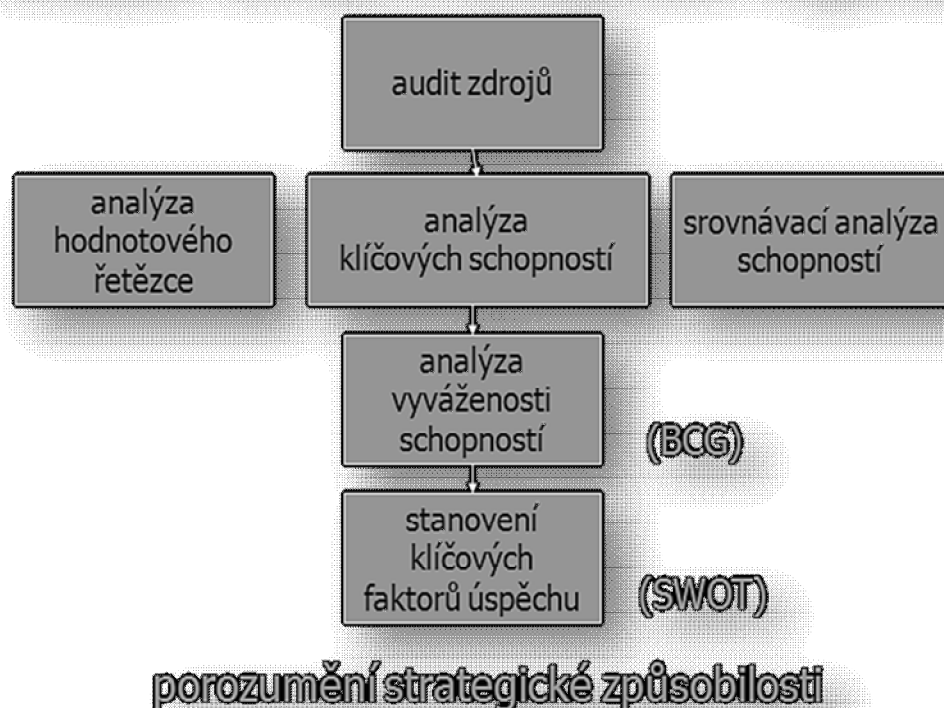 audit zdrojů
analýza
hodnotového
řetězce
analýza
klíčových schopností
srovnávací analýza
schopností
analýza
vyváženosti
schopností
(BCG)
stanovení
klíčových
faktorů úspěchu
(SWOT)
porozumění strategické způsobilosti